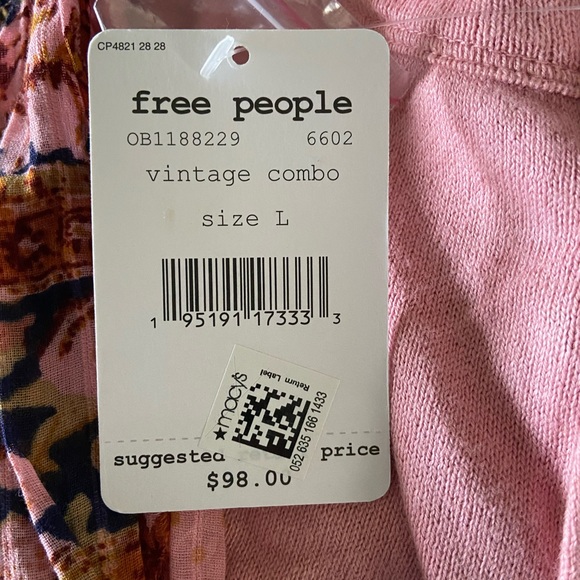 CP4821 28 28
free people
OB1188229 6602
vintage combo
size L
1 95191 17333 3
★macy's
Return Label
052 635 166 1433
suggested price
$98.00